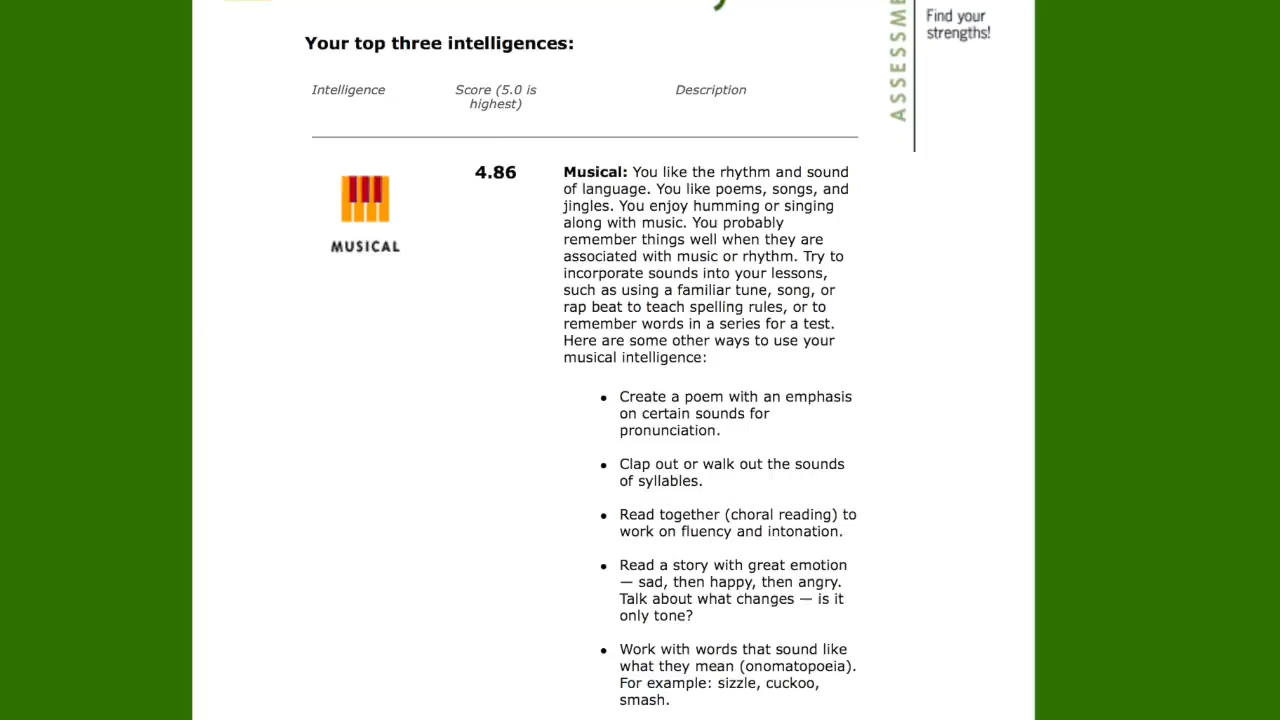 ASSESSM
Find your
strengths!
Your top three intelligences:
Intelligence
Score (5.0 is
highest)
Description
MUSICAL
4.86
Musical: You like the rhythm and sound
of language. You like poems, songs, and
jingles. You enjoy humming or singing
along with music. You probably
remember things well when they are
associated with music or rhythm. Try to
incorporate sounds into your lessons,
such as using a familiar tune, song, or
rap beat to teach spelling rules, or to
remember words in a series for a test.
Here are some other ways to use your
musical intelligence:
• Create a poem with an emphasis
on certain sounds for
pronunciation.
• Clap out or walk out the sounds
of syllables.
• Read together (choral reading) to
work on fluency and intonation.
• Read a story with great emotion
— sad, then happy, then angry.
Talk about what changes — is it
only tone?
• Work with words that sound like
what they mean (onomatopoeia).
For example: sizzle, cuckoo,
smash.